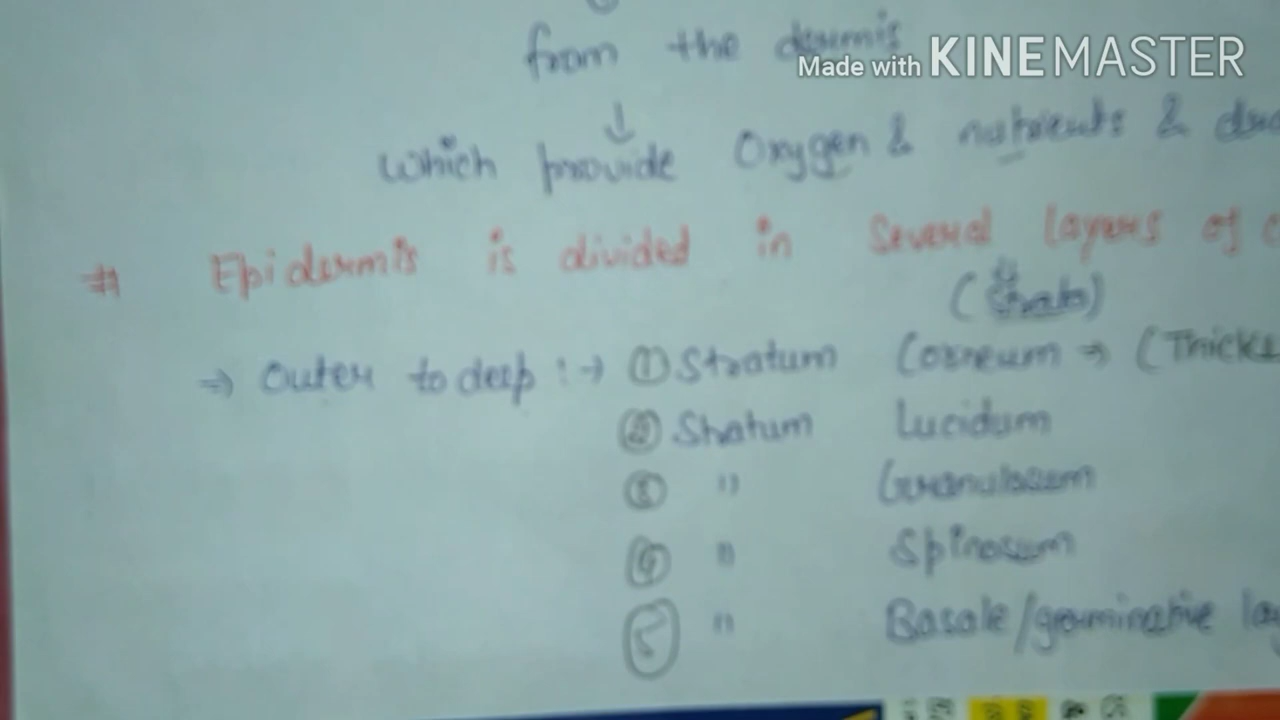 from the dermis
Made with KINEMASTER
which provide Oxygen & nutrients &
# Epidermis is divided in Several layers of
(Strata)
⇒ Outer to deep :→ ① Stratum Corneum → (Thick
② Stratum Lucidum
③ " Granulosum
④ " Spinosum
⑤ " Basale/germinative la